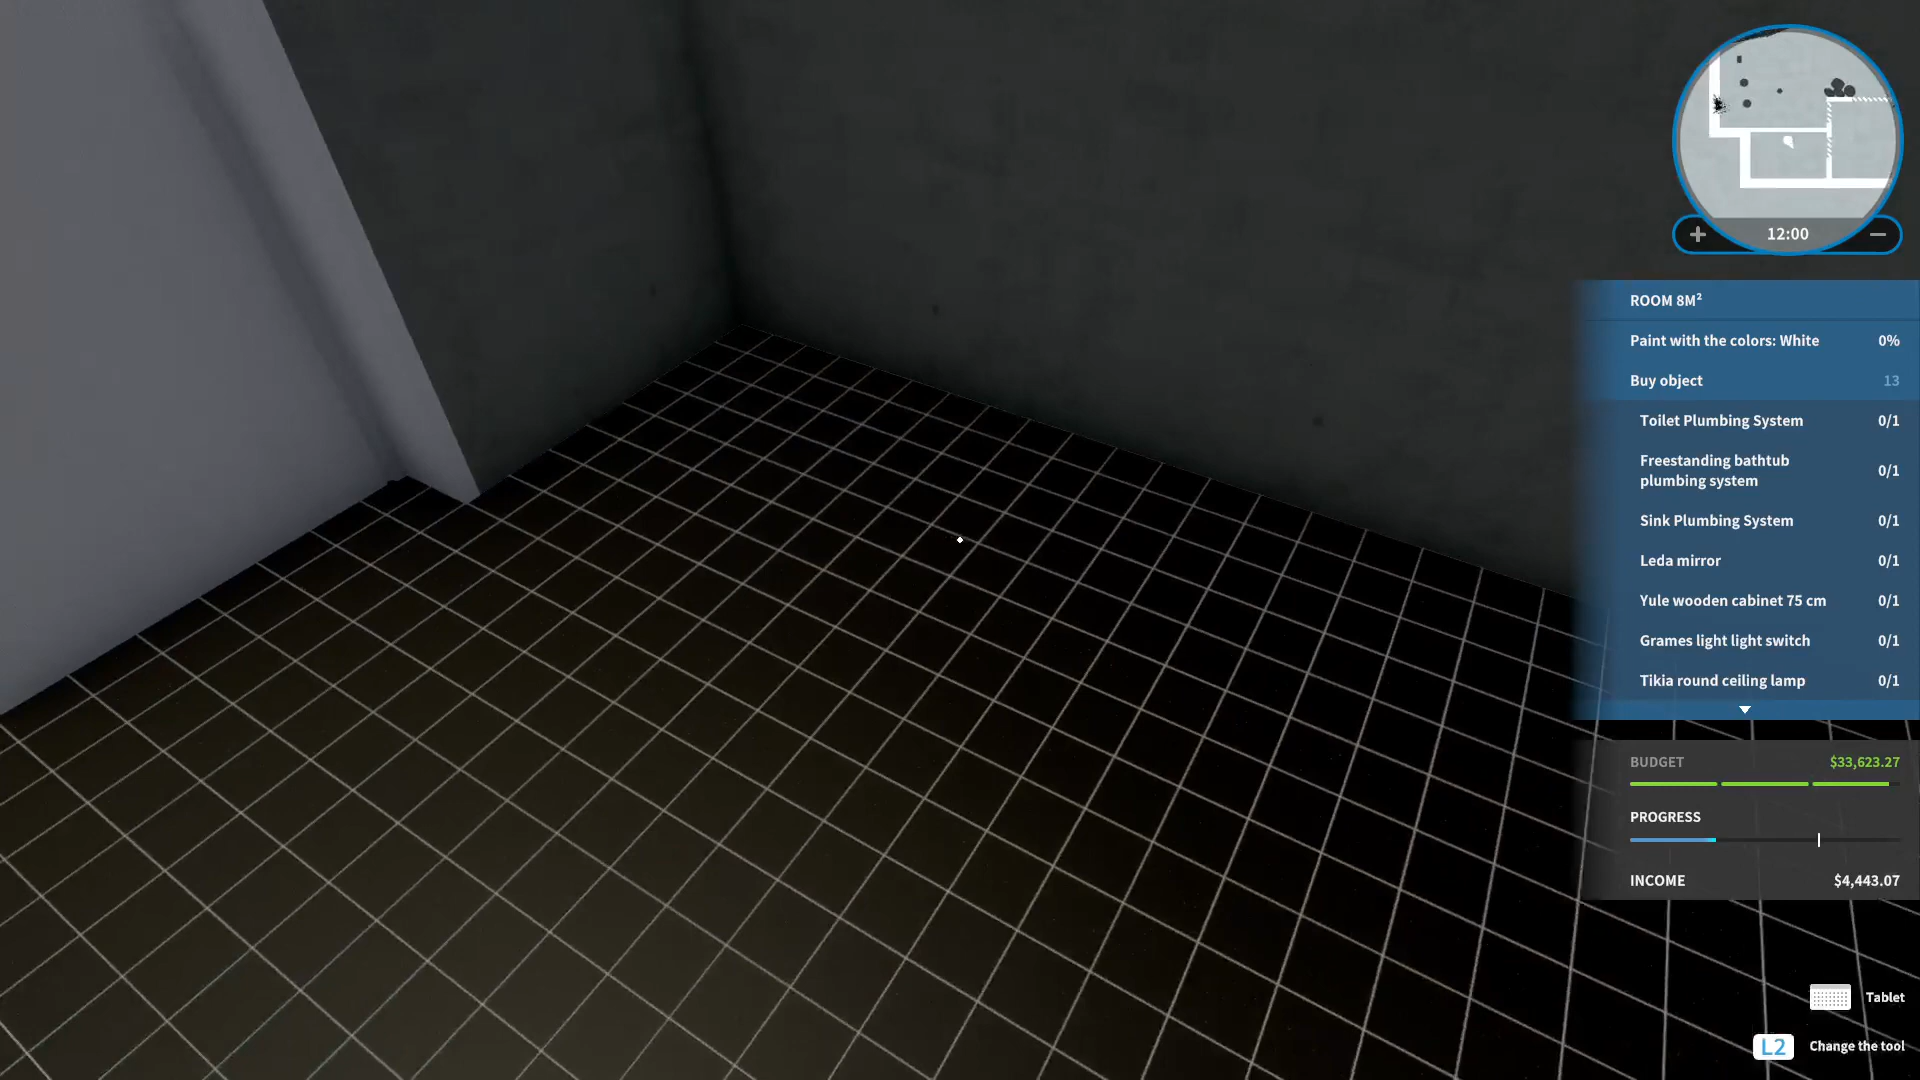 + 12:00 −
ROOM 8M²
Paint with the colors: White 0%
Buy object 13
Toilet Plumbing System 0/1
Freestanding bathtub
plumbing system 0/1
Sink Plumbing System 0/1
Leda mirror 0/1
Yule wooden cabinet 75 cm 0/1
Grames light light switch 0/1
Tikia round ceiling lamp 0/1
BUDGET $33,623.27
PROGRESS
INCOME $4,443.07
Tablet
L2 Change the tool